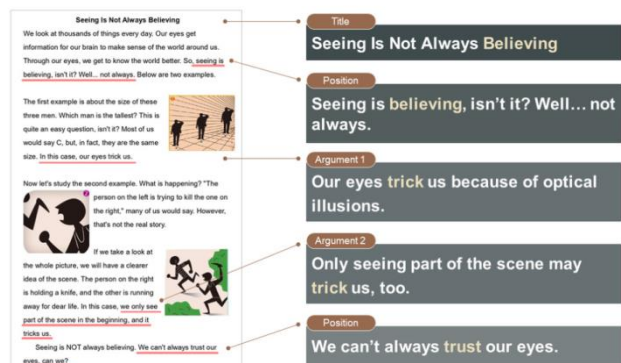 Seeing Is Not Always Believing
We look at thousands of things every day. Our eyes get
information for our brain to make sense of the world around us.
Through our eyes, we get to know the world better. So, seeing is
believing, isn't it? Well... not always. Below are two examples.
The first example is about the size of these
three men. Which man is the tallest? This is
quite an easy question, isn't it? Most of us
would say C, but, in fact, they are the same
size. In this case, our eyes trick us.
Now let's study the second example. What is happening? "The
person on the left is trying to kill the one on
the right," many of us would say. However,
that's not the real story.
If we take a look at
the whole picture, we will have a clearer
idea of the scene. The person on the right
is holding a knife, and the other is running
away for dear life. In this case, we only see
part of the scene in the beginning, and it
tricks us.
Seeing is NOT always believing. We can't always trust our
eyes, can we?
Title
Seeing Is Not Always Believing
Position
Seeing is believing, isn't it? Well... not
always.
Argument 1
Our eyes trick us because of optical
illusions.
Argument 2
Only seeing part of the scene may
trick us, too.
Position
We can't always trust our eyes.